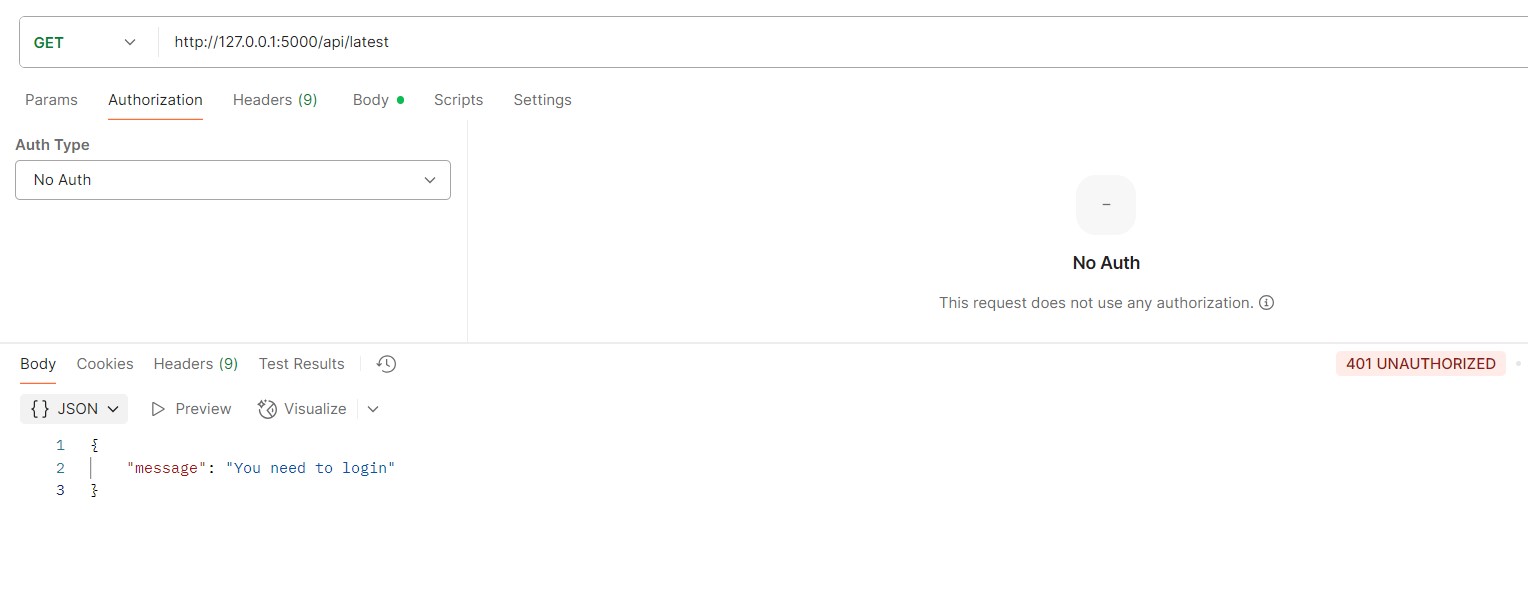 GET http://127.0.0.1:5000/api/latest
Params Authorization Headers (9) Body Scripts Settings
Auth Type
No Auth
-
No Auth
This request does not use any authorization.
Body Cookies Headers (9) Test Results 401 UNAUTHORIZED
{} JSON Preview Visualize
1 {
2 "message": "You need to login"
3 }